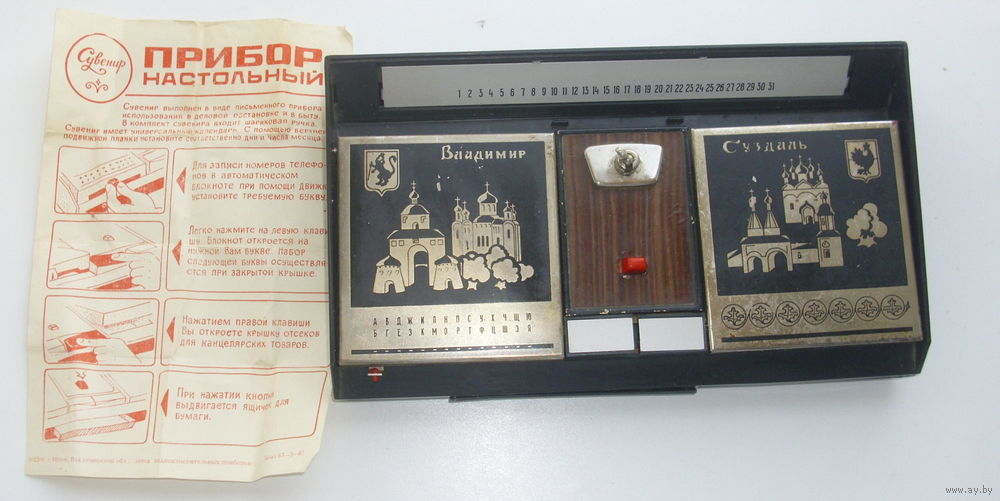 Сувенир
ПРИБОР
НАСТОЛЬНЫЙ
Сувенир выполнен в виде письменного прибора
использования в деловой обстановке и в быту.
В комплект сувенира входит шариковая ручка.
Сувенир имеет универсальный календарь. С помощью верхней
подвижной планки установите соответственно дни и числа месяца.
Для записи номеров телефо-
нов в автоматическом
блокноте при помощи движк
установите требуемую букву
Легко нажмите на левую клави
шу. Блокнот откроется на
нужной Вам букве. Набор
следующей буквы осуществля-
ется при закрытой крышке.
Нажатием правой клавиши
Вы откроете крышку отсеков
для канцелярских товаров.
При нажатии кнопки
выдвигается ящичек для
бумаги.
1 2 3 4 5 6 7 8 9 10 11 12 13 14 15 16 17 18 19 20 21 22 23 24 25 26 27 28 29 30 31
Владимир
А В Д Ж И Л Н П С У Х Ч Щ Ю
Б Г Е З К М О Р Т Ф Ц Ш Э Я
Суздаль
www.ay.by